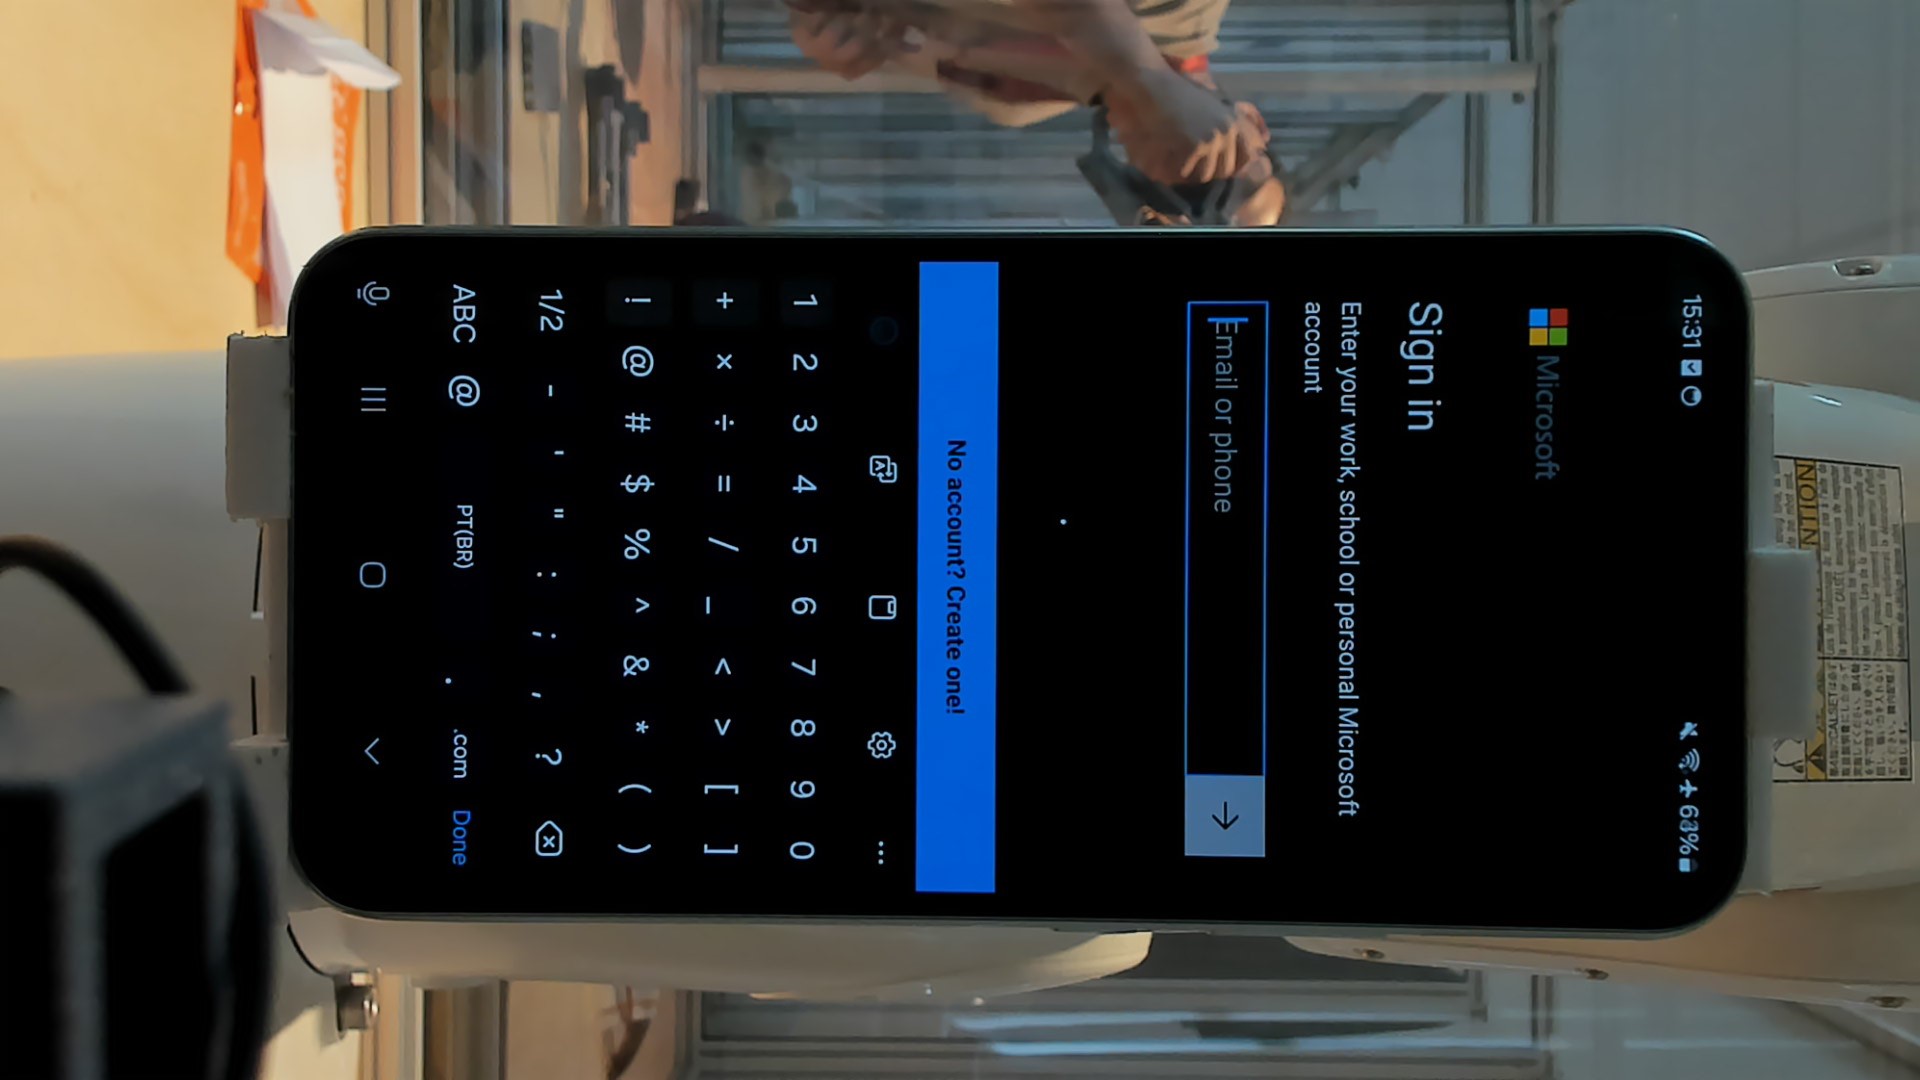 15:31
63%
Microsoft
Sign in
Enter your work, school or personal Microsoft
account
Email or phone
No account? Create one!
1 2 3 4 5 6 7 8 9 0
+ × ÷ = / _ < > [ ]
! @ # $ % ^ & * ( )
1/2 - ' " : ; , ?
ABC @ PT(BR) . .com Done